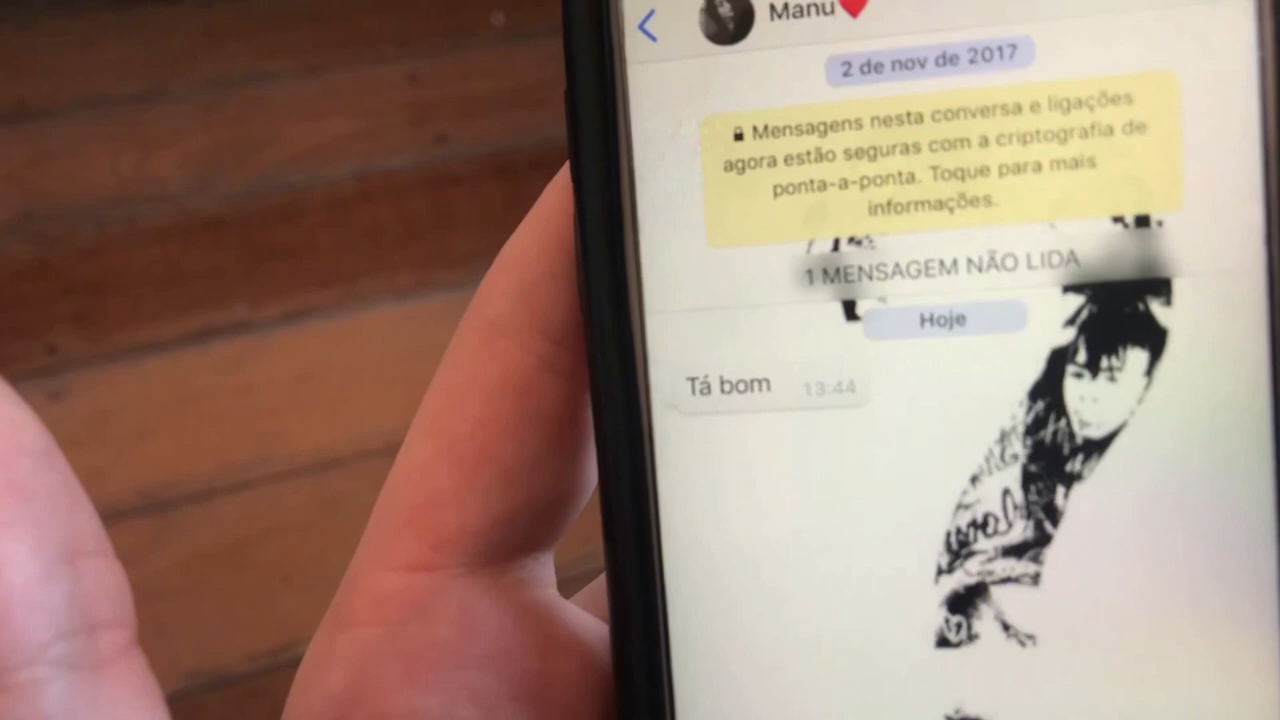 Manu❤️
2 de nov de 2017
🔒 Mensagens nesta conversa e ligações
agora estão seguras com a criptografia de
ponta-a-ponta. Toque para mais
informações.
1 MENSAGEM NÃO LIDA
Hoje
Tá bom 13:44